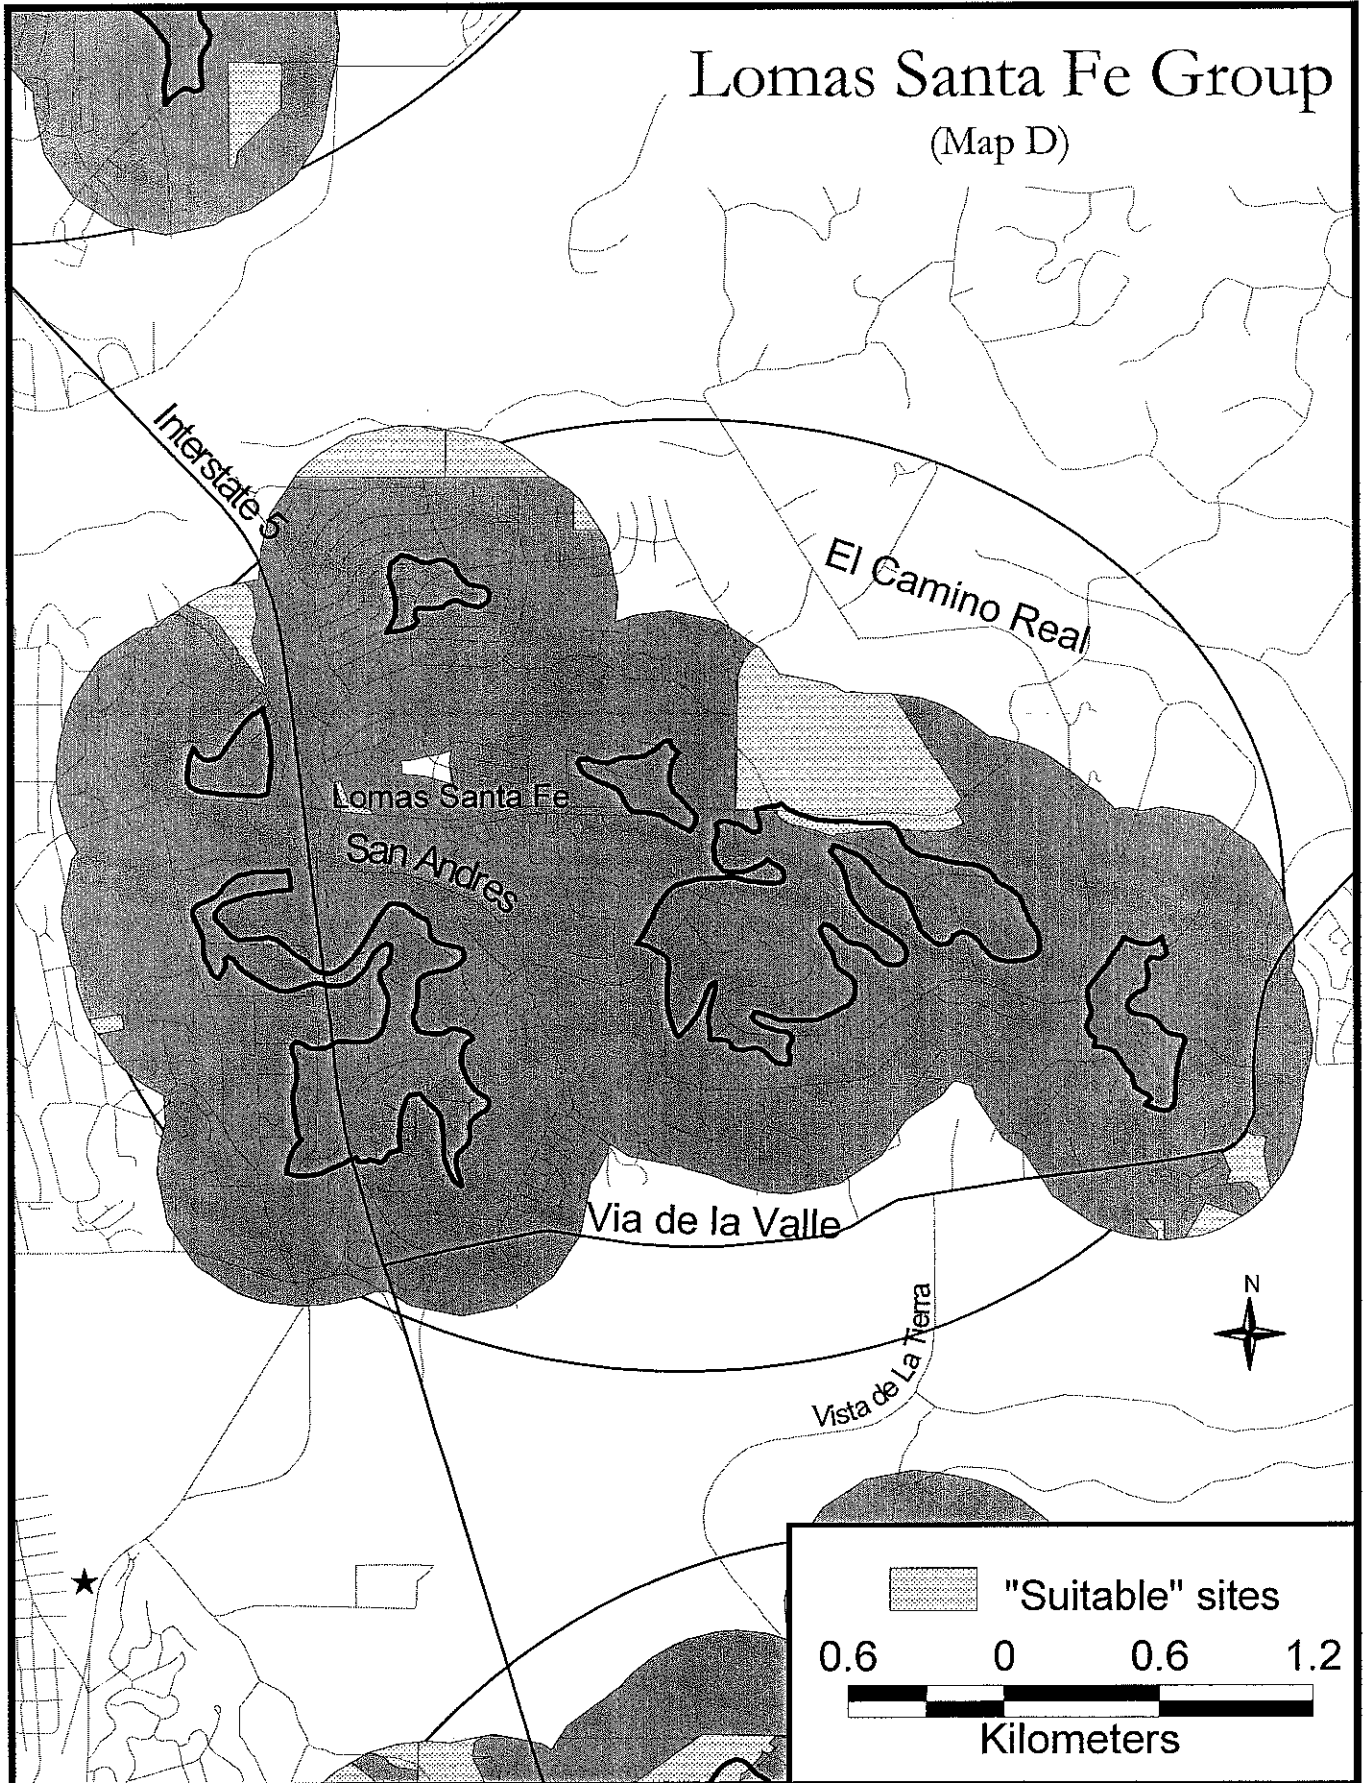 Lomas Santa Fe Group
(Map D)
Interstate 5
El Camino Real
Lomas Santa Fe
San Andres
Via de la Valle
N
Vista de La Tierra
"Suitable" sites
0.6 0 0.6 1.2
Kilometers